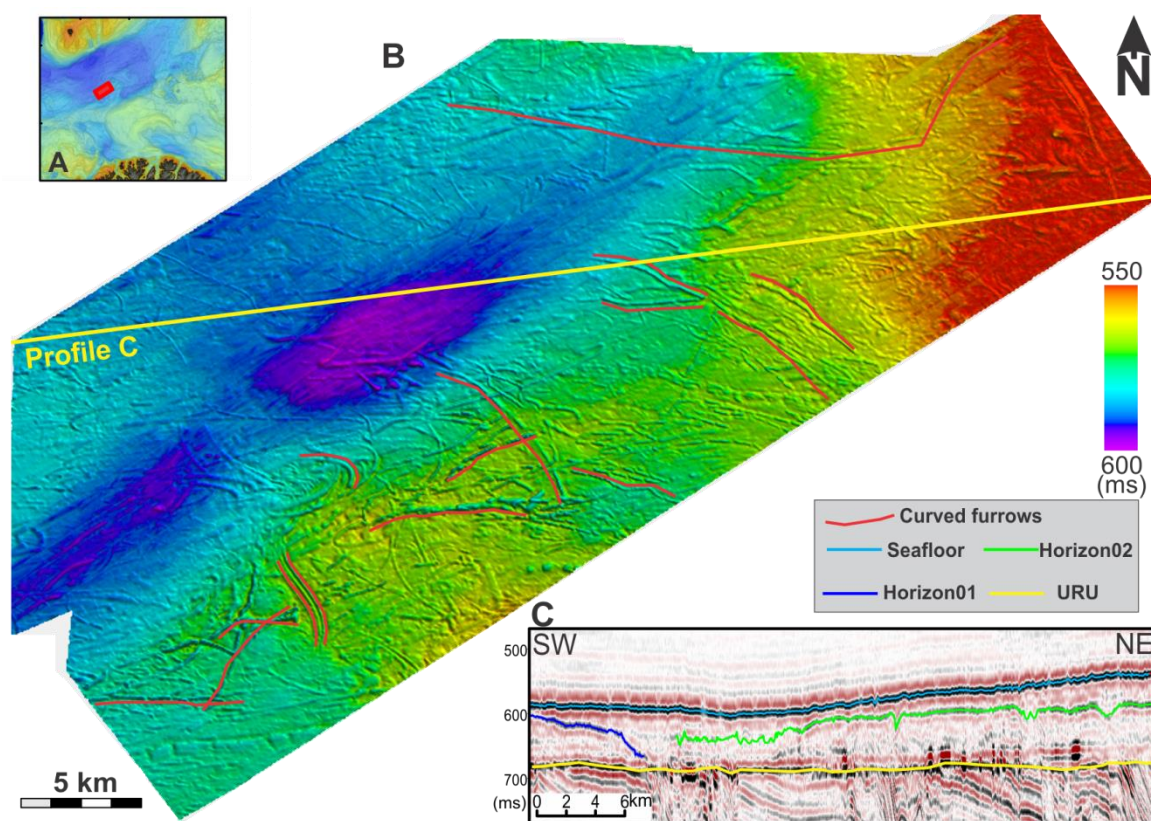 A
B
N
Profile C
550
600
(ms)
5 km
Curved furrows
Seafloor
Horizon02
Horizon01
URU
C
SW
NE
500
600
700
(ms)
0 2 4 6km